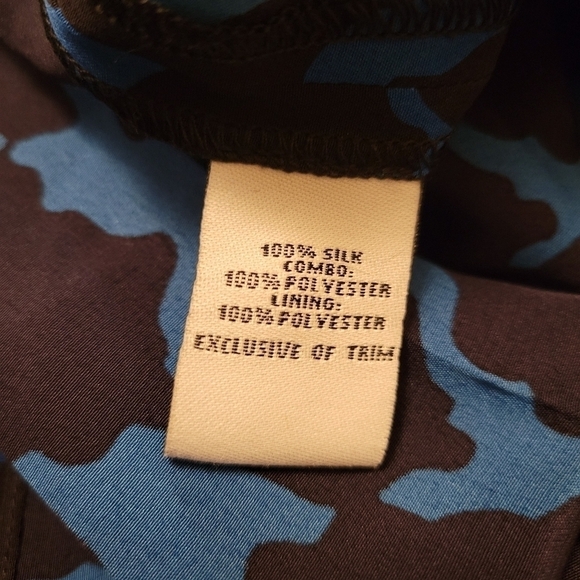 100% SILK
COMBO:
100% POLYESTER
LINING:
100% POLYESTER
EXCLUSIVE OF TRIM